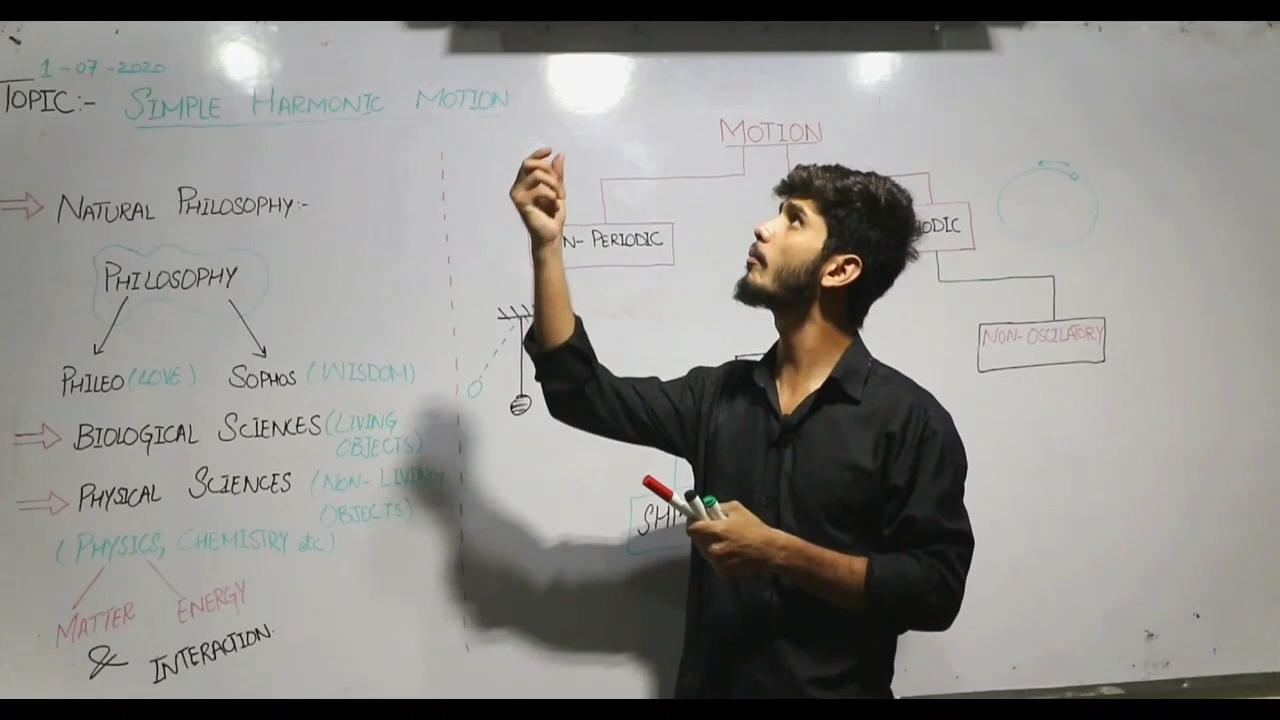 1-07-2020
TOPIC:- SIMPLE HARMONIC MOTION
NATURAL PHILOSOPHY:-
PHILOSOPHY
PHILEO (LOVE) SOPHOS (WISDOM)
BIOLOGICAL SCIENCES (LIVING
OBJECTS)
PHYSICAL SCIENCES (NON-LIVING
OBJECTS)
(PHYSICS, CHEMISTRY etc)
MATTER ENERGY
& INTERACTION.
MOTION
N-PERIODIC
ODIC
NON-OSCILATORY
SH